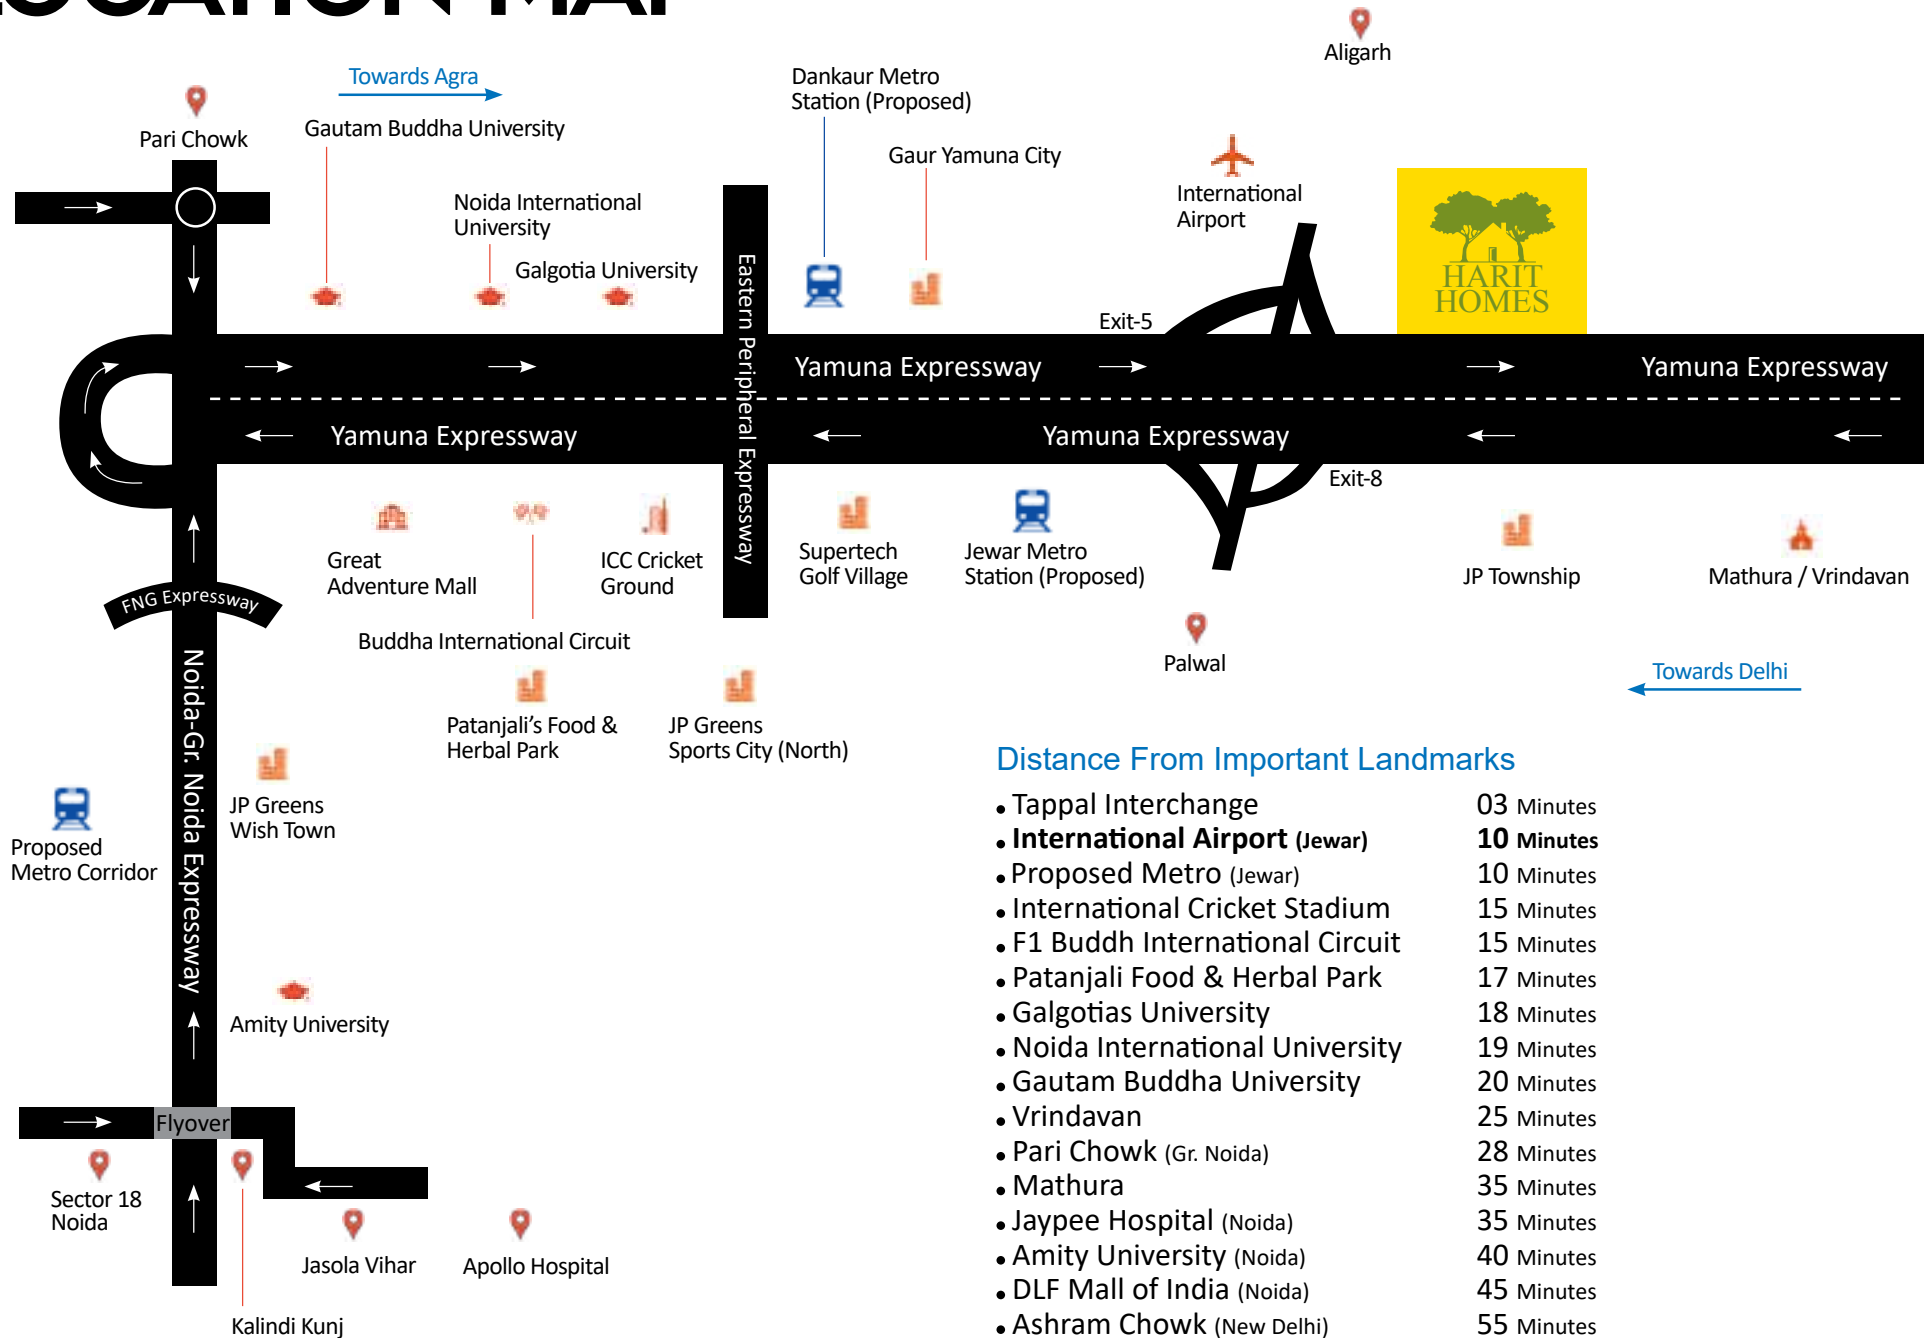 LOCATION MAP
Aligarh
Towards Agra
Dankaur Metro
Station (Proposed)
Pari Chowk
Gautam Buddha University
Gaur Yamuna City
Noida International
University
International
Airport
Galgotia University
HARIT
HOMES
Eastern Peripheral Expressway
Exit-5
Yamuna Expressway
Yamuna Expressway
Yamuna Expressway
Yamuna Expressway
Exit-8
Great
Adventure Mall
ICC Cricket
Ground
Supertech
Golf Village
Jewar Metro
Station (Proposed)
JP Township
Mathura / Vrindavan
FNG Expressway
Buddha International Circuit
Palwal
Towards Delhi
Noida-Gr. Noida Expressway
Patanjali's Food &
Herbal Park
JP Greens
Sports City (North)
JP Greens
Wish Town
Proposed
Metro Corridor
Amity University
Flyover
Sector 18
Noida
Jasola Vihar
Apollo Hospital
Kalindi Kunj
Distance From Important Landmarks
• Tappal Interchange 03 Minutes
• International Airport (Jewar) 10 Minutes
• Proposed Metro (Jewar) 10 Minutes
• International Cricket Stadium 15 Minutes
• F1 Buddh International Circuit 15 Minutes
• Patanjali Food & Herbal Park 17 Minutes
• Galgotias University 18 Minutes
• Noida International University 19 Minutes
• Gautam Buddha University 20 Minutes
• Vrindavan 25 Minutes
• Pari Chowk (Gr. Noida) 28 Minutes
• Mathura 35 Minutes
• Jaypee Hospital (Noida) 35 Minutes
• Amity University (Noida) 40 Minutes
• DLF Mall of India (Noida) 45 Minutes
• Ashram Chowk (New Delhi) 55 Minutes